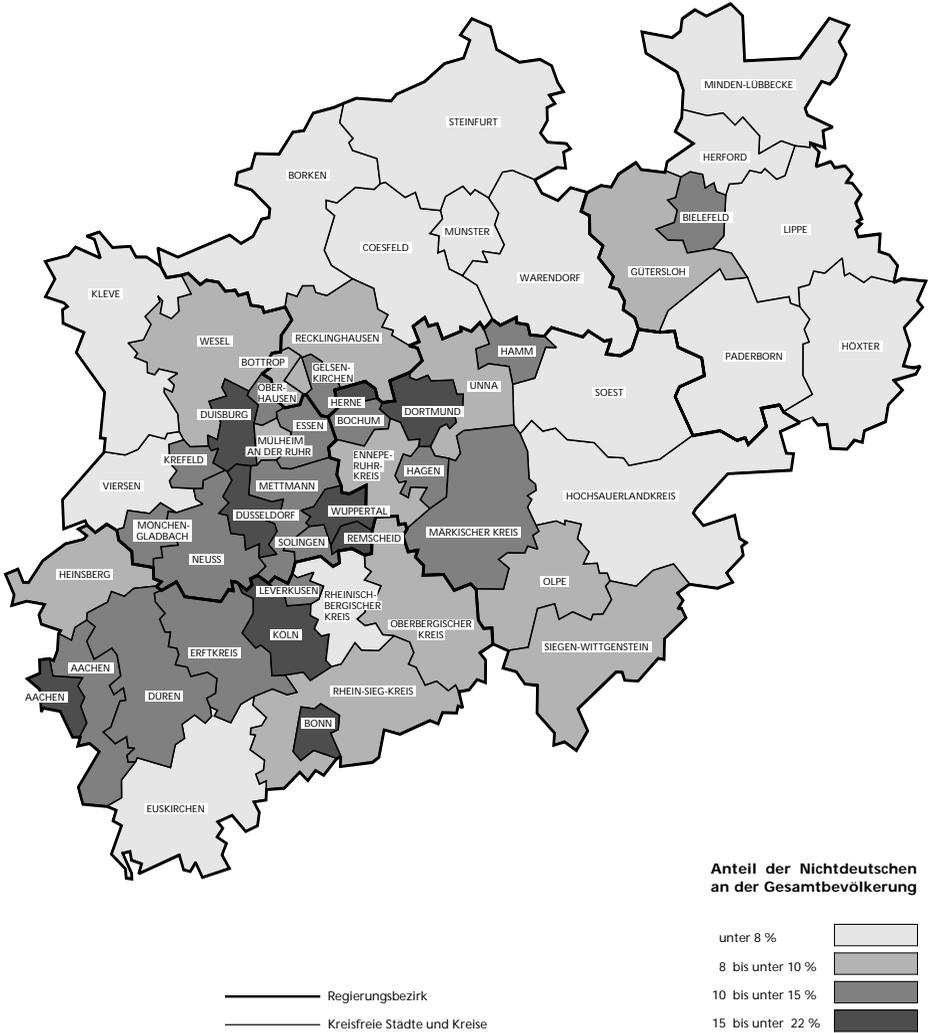 MINDEN-LÜBBECKE
STEINFURT
HERFORD
BORKEN
BIELEFELD
LIPPE
MÜNSTER
COESFELD
GÜTERSLOH
WARENDORF
KLEVE
WESEL
RECKLINGHAUSEN
HÖXTER
HAMM
PADERBORN
BOTTROP
GELSEN-
KIRCHEN
UNNA
OBER-
HAUSEN
SOEST
HERNE
DORTMUND
DUISBURG
BOCHUM
ESSEN
MÜLHEIM
AN DER RUHR
ENNEPE-
RUHR-
KREIS
KREFELD
HAGEN
VIERSEN
METTMANN
HOCHSAUERLANDKREIS
WUPPERTAL
DÜSSELDORF
MÖNCHEN-
GLADBACH
MARKISCHER KREIS
REMSCHEID
SOLINGEN
NEUSS
HEINSBERG
OLPE
LEVERKUSEN
RHEINISCH-
BERGISCHER
KREIS
OBERBERGISCHER
KREIS
KOLN
SIEGEN-WITTGENSTEIN
ERFTKREIS
AACHEN
RHEIN-SIEG-KREIS
AACHEN
DÜREN
BONN
EUSKIRCHEN
Anteil der Nichtdeutschen
an der Gesamtbevölkerung
unter 8 %
8 bis unter 10 %
10 bis unter 15 %
15 bis unter 22 %
Regierungsbezirk
Kreisfreie Städte und Kreise